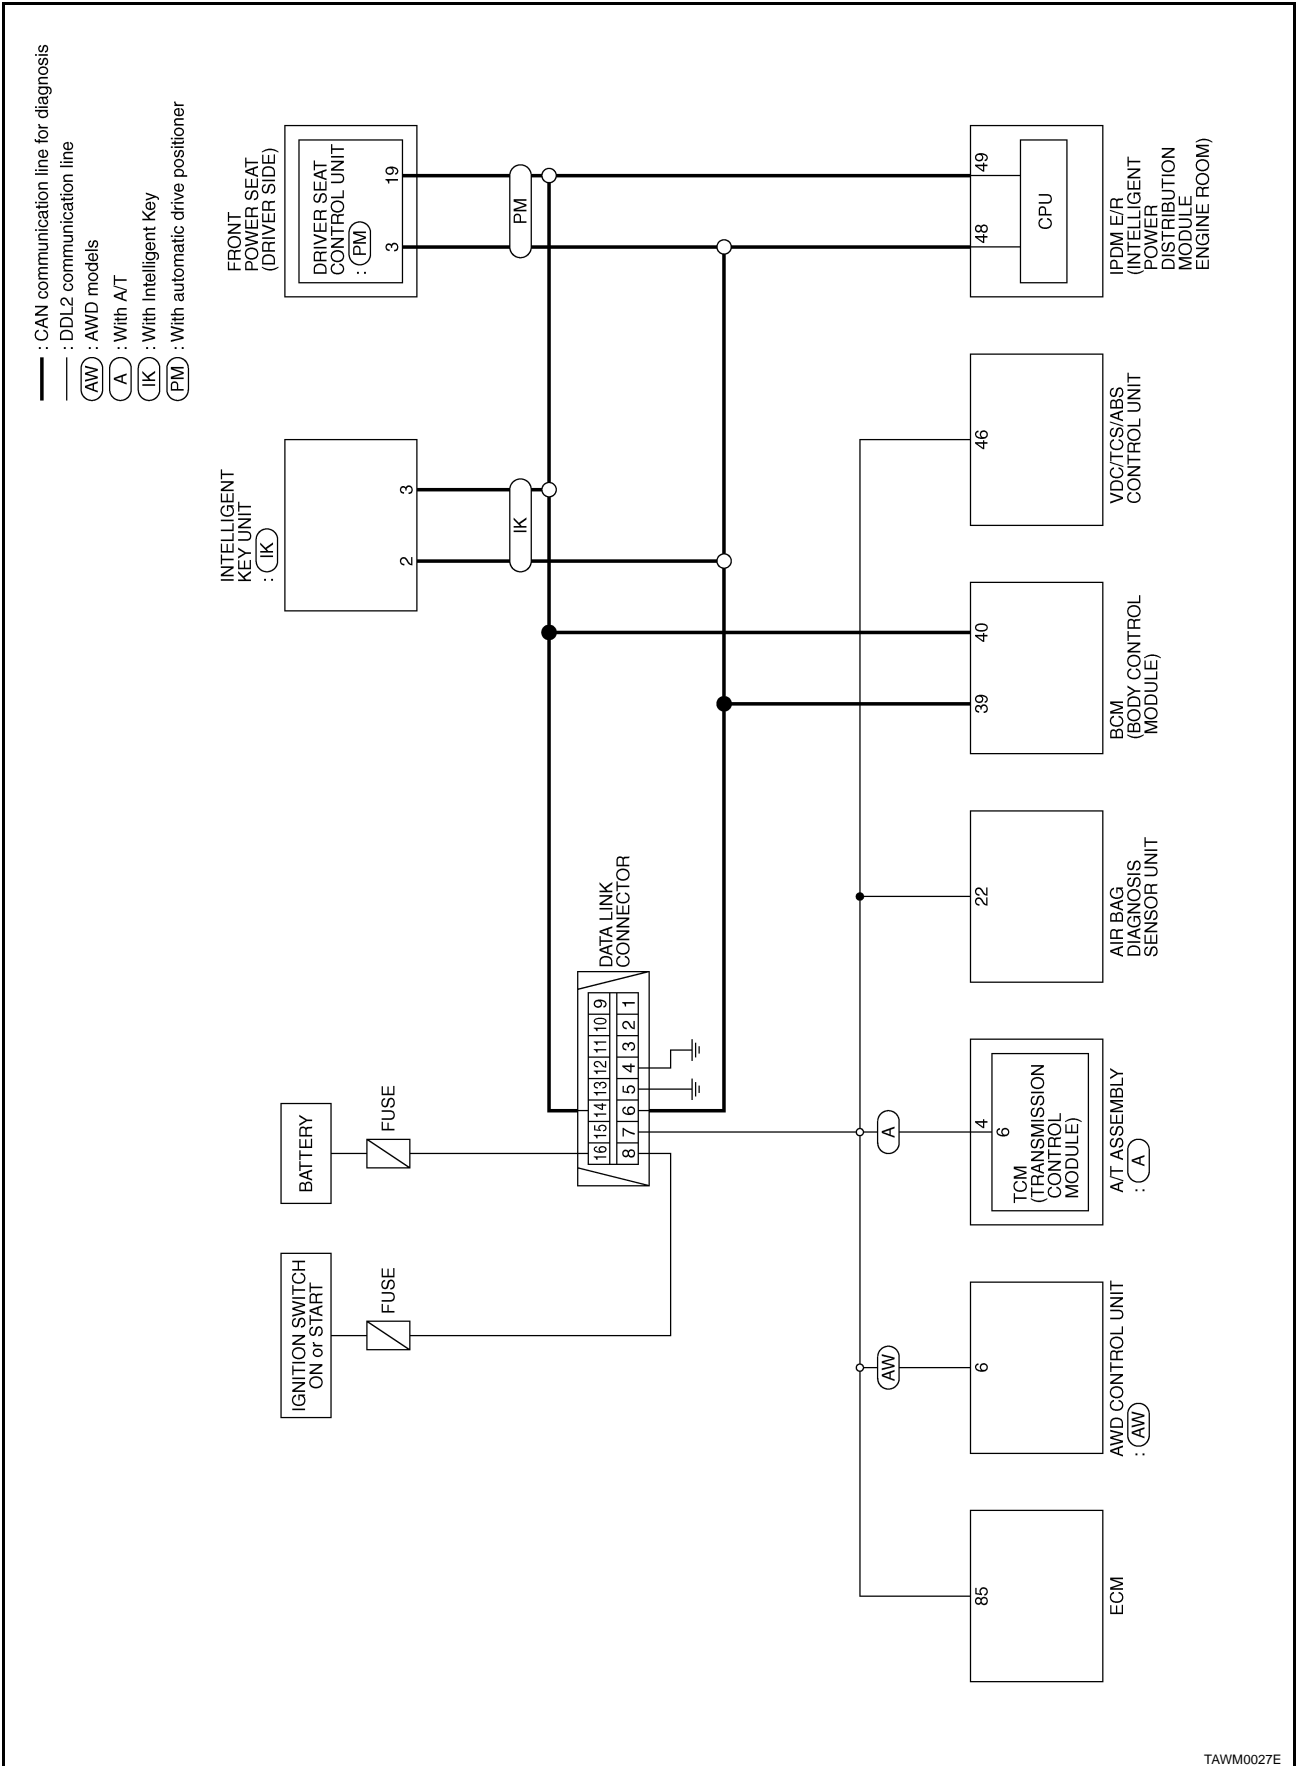 : CAN communication line for diagnosis
: DDL2 communication line
AW : AWD models
A : With A/T
IK : With Intelligent Key
PM : With automatic drive positioner
IGNITION SWITCH
ON or START
FUSE
BATTERY
FUSE
DATA LINK
CONNECTOR
16 15 14 13 12 11 10 9
8 7 6 5 4 3 2 1
INTELLIGENT
KEY UNIT
: IK
2 3
IK
FRONT
POWER SEAT
(DRIVER SIDE)
DRIVER SEAT
CONTROL UNIT
: PM
3 19
PM
AW
A
85
ECM
6
AWD CONTROL UNIT
: AW
4
6
TCM
(TRANSMISSION
CONTROL
MODULE)
A/T ASSEMBLY
: A
22
AIR BAG
DIAGNOSIS
SENSOR UNIT
39 40
BCM
(BODY CONTROL
MODULE)
46
VDC/TCS/ABS
CONTROL UNIT
48 49
CPU
IPDM E/R
(INTELLIGENT
POWER
DISTRIBUTION
MODULE
ENGINE ROOM)
TAWM0027E